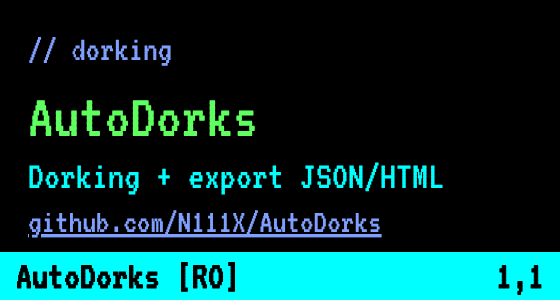 // dorking
AutoDorks
Dorking + export JSON/HTML
github.com/N111X/AutoDorks
AutoDorks [RO] 1,1